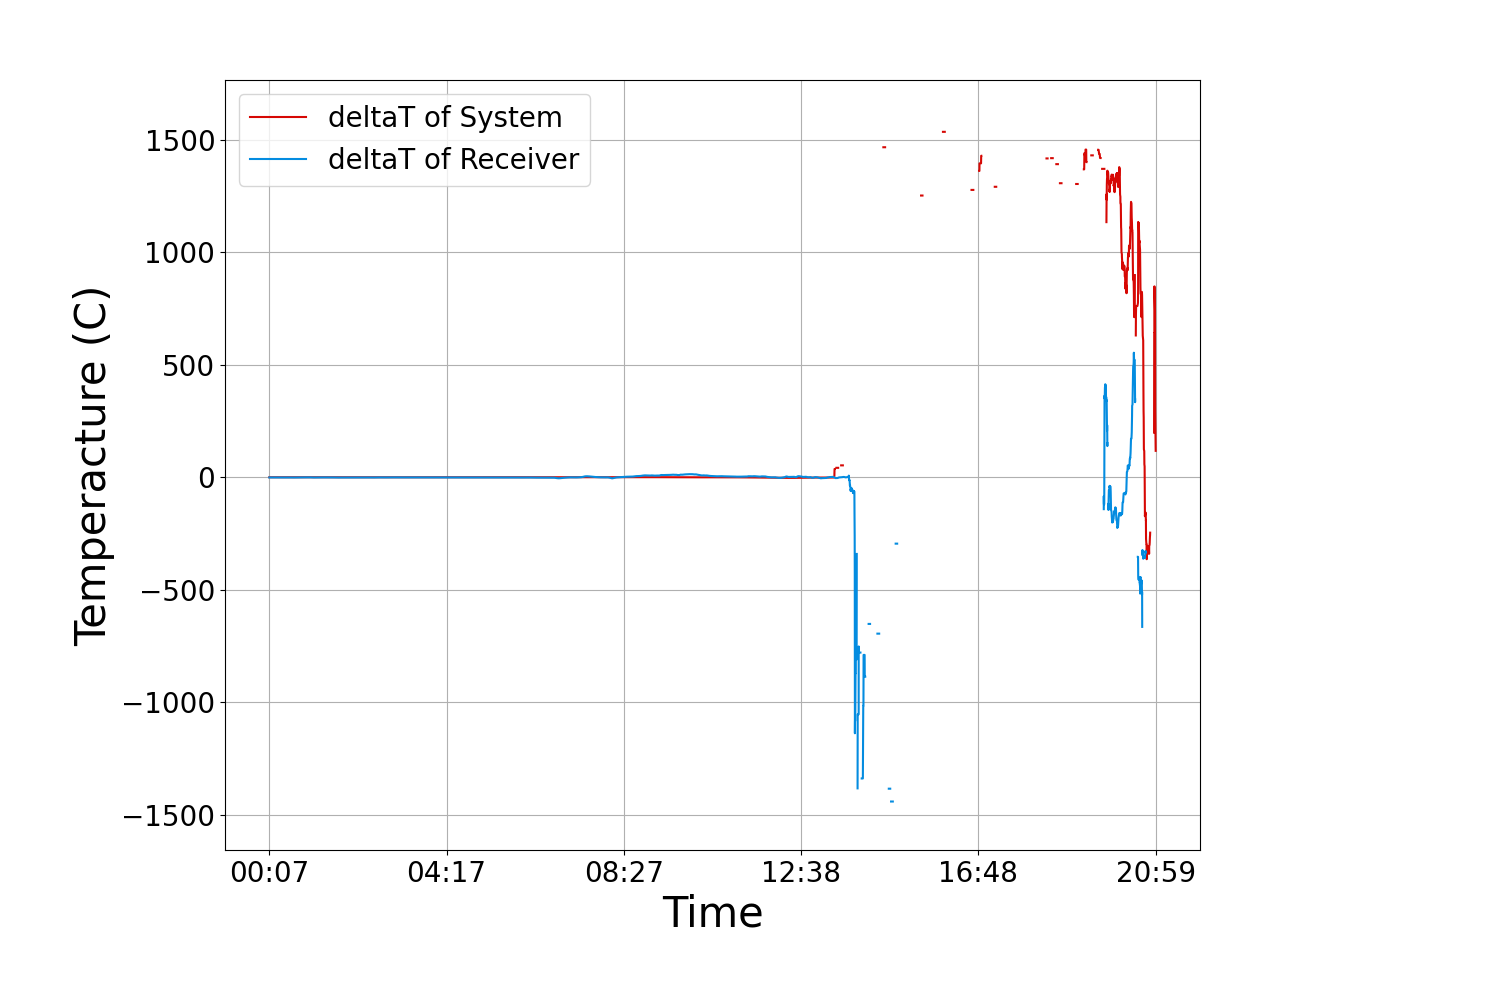 deltaT of System
deltaT of Receiver
1500
1000
500
0
−500
−1000
−1500
Temperacture (C)
00:07 04:17 08:27 12:38 16:48 20:59
Time